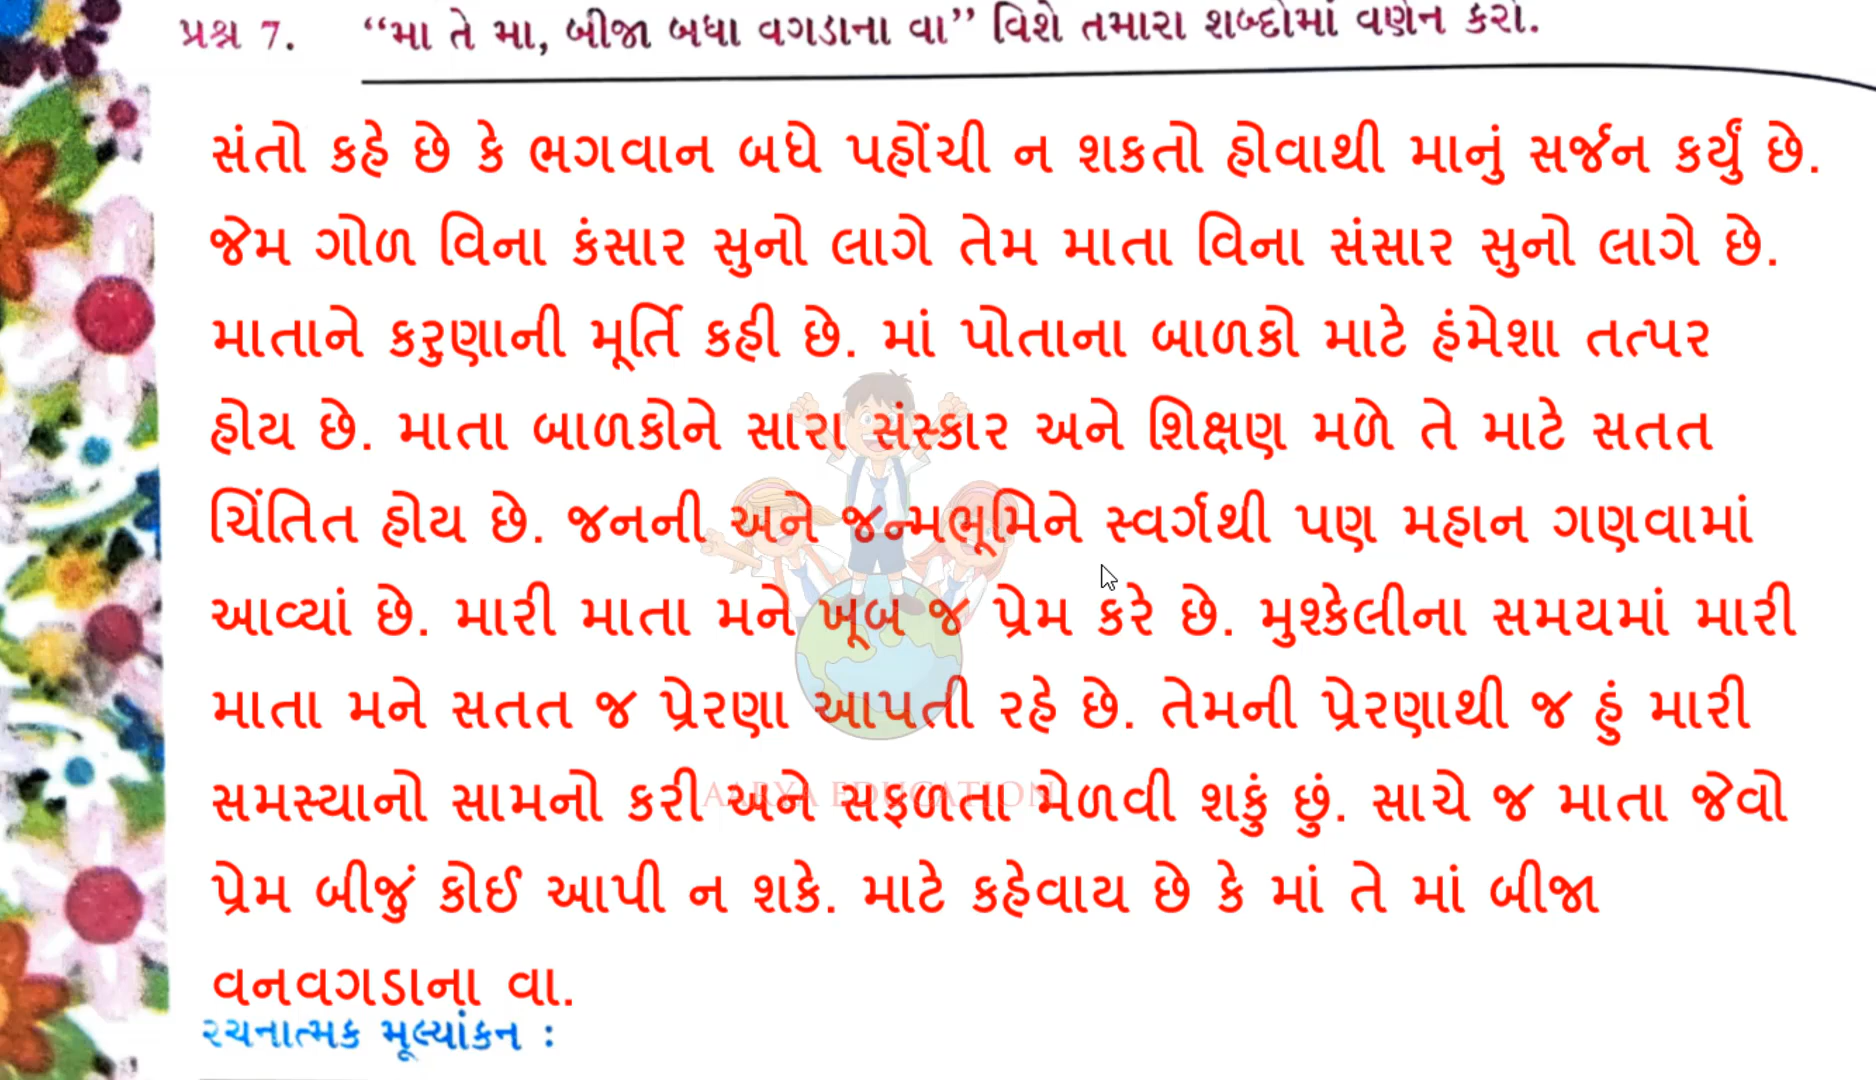 પ્રશ્ન 7. “મા તે મા, બીજા બધા વગડાના વા” વિશે તમારા શબ્દોમાં વર્ણન કરો.
સંતો કહે છે કે ભગવાન બધે પહોંચી ન શકતો હોવાથી માનું સર્જન કર્યું છે.
જેમ ગોળ વિના કંસાર સુનો લાગે તેમ માતા વિના સંસાર સુનો લાગે છે.
માતાને કરુણાની મૂર્તિ કહી છે. માં પોતાના બાળકો માટે હંમેશા તત્પર
હોય છે. માતા બાળકોને સારા સંસ્કાર અને શિક્ષણ મળે તે માટે સતત
ચિંતિત હોય છે. જનની અને જન્મભૂમિને સ્વર્ગથી પણ મહાન ગણવામાં
આવ્યાં છે. મારી માતા મને ખૂબ જ પ્રેમ કરે છે. મુશ્કેલીના સમયમાં મારી
માતા મને સતત જ પ્રેરણા આપતી રહે છે. તેમની પ્રેરણાથી જ હું મારી
સમસ્યાનો સામનો કરી અને સફળતા મેળવી શકું છું. સાચે જ માતા જેવો
AARYA EDUCATION
પ્રેમ બીજું કોઈ આપી ન શકે. માટે કહેવાય છે કે માં તે માં બીજા
વનવગડાના વા.
રચનાત્મક મૂલ્યાંકન :